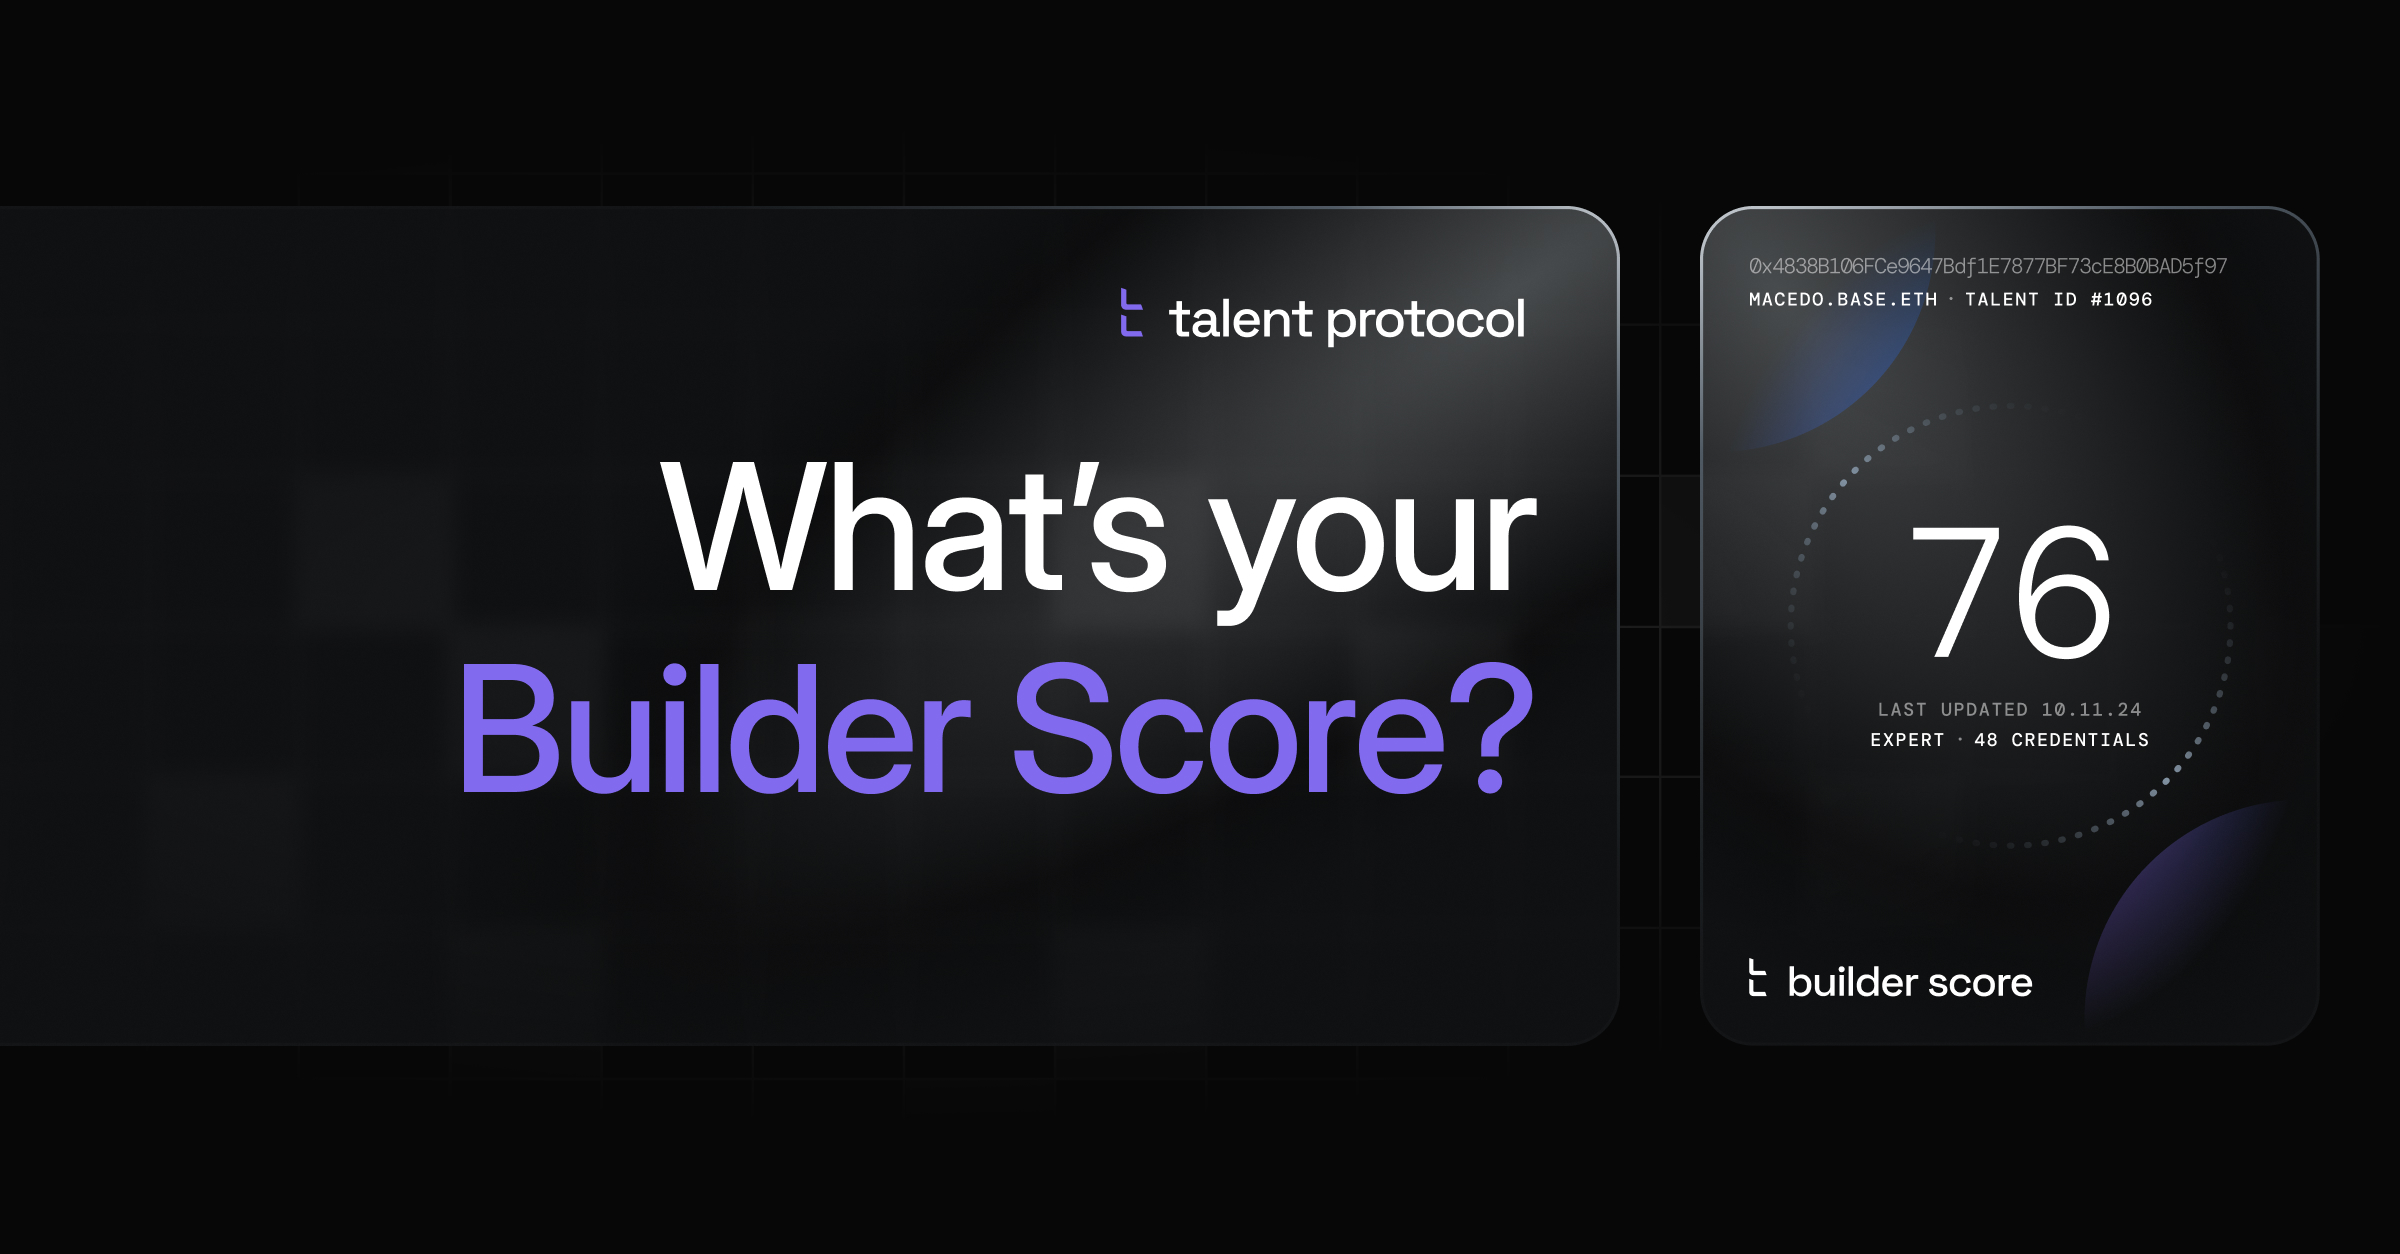 talent protocol
What's your
Builder Score?
0x4838B106FCe9647Bdf1E7877BF73cE8B0BAD5f97
MACEDO.BASE.ETH · TALENT ID #1096
76
LAST UPDATED 10.11.24
EXPERT · 48 CREDENTIALS
builder score